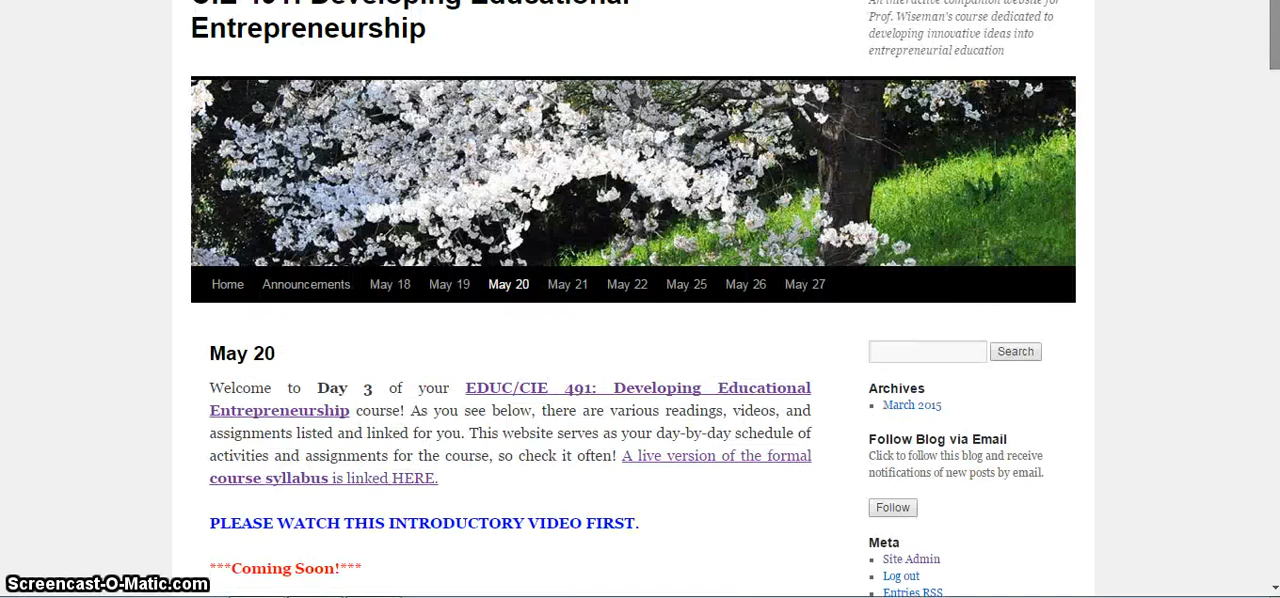 CIE 491: Developing Educational
Entrepreneurship
An interactive companion website for
Prof. Wiseman's course dedicated to
developing innovative ideas into
entrepreneurial education
Home Announcements May 18 May 19 May 20 May 21 May 22 May 25 May 26 May 27
May 20
Welcome to Day 3 of your EDUC/CIE 491: Developing Educational
Entrepreneurship course! As you see below, there are various readings, videos, and
assignments listed and linked for you. This website serves as your day-by-day schedule of
activities and assignments for the course, so check it often! A live version of the formal
course syllabus is linked HERE.
PLEASE WATCH THIS INTRODUCTORY VIDEO FIRST.
***Coming Soon!***
Search
Archives
March 2015
Follow Blog via Email
Click to follow this blog and receive
notifications of new posts by email.
Follow
Meta
Site Admin
Log out
Entries RSS
Screencast-O-Matic.com